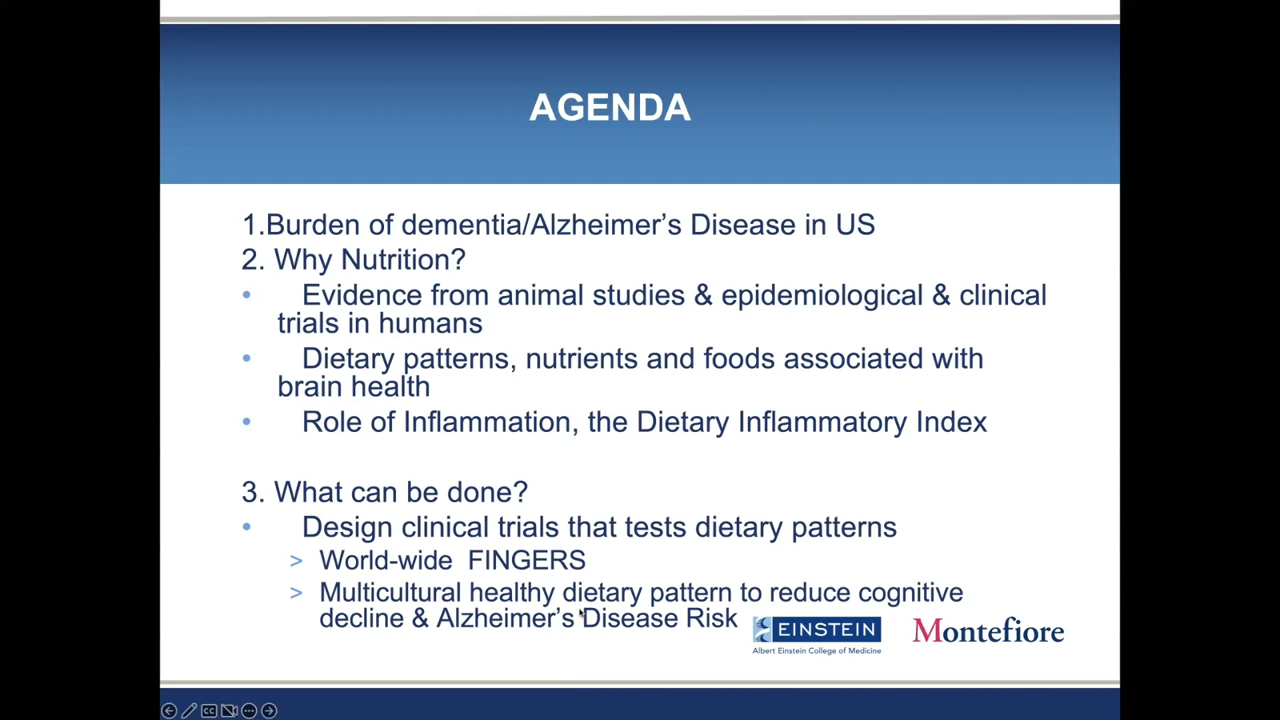 AGENDA
1.Burden of dementia/Alzheimer’s Disease in US
2. Why Nutrition?
• Evidence from animal studies & epidemiological & clinical
trials in humans
• Dietary patterns, nutrients and foods associated with
brain health
• Role of Inflammation, the Dietary Inflammatory Index
3. What can be done?
• Design clinical trials that tests dietary patterns
> World-wide FINGERS
> Multicultural healthy dietary pattern to reduce cognitive
decline & Alzheimer’s Disease Risk
EINSTEIN
Albert Einstein College of Medicine
Montefiore
CC